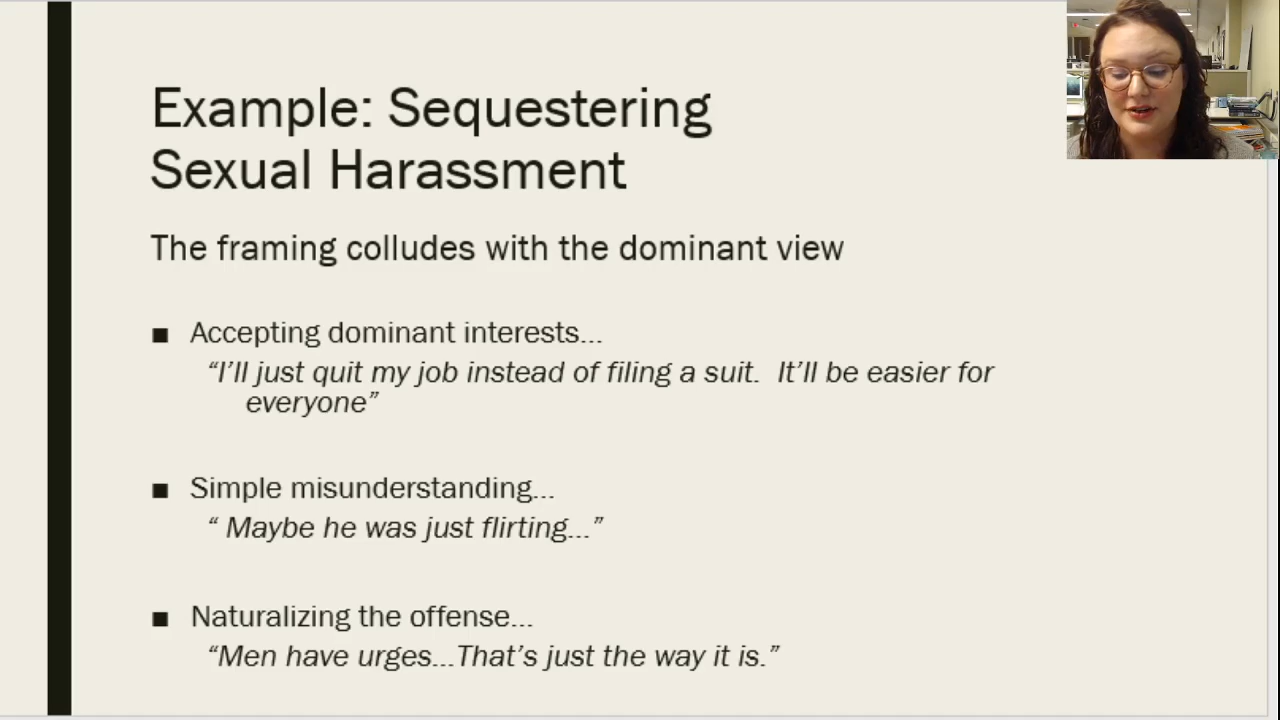 Example: Sequestering
Sexual Harassment
The framing colludes with the dominant view
■ Accepting dominant interests...
“I’ll just quit my job instead of filing a suit.  It’ll be easier for
everyone”
■ Simple misunderstanding...
“ Maybe he was just flirting...”
■ Naturalizing the offense...
“Men have urges...That’s just the way it is.”